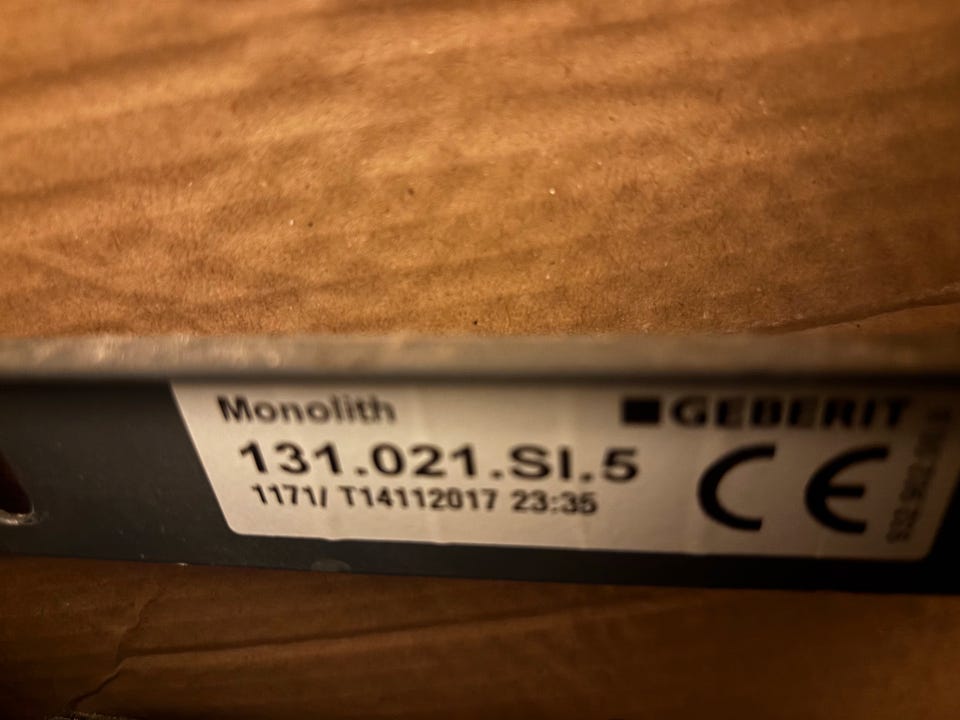 Monolith
GEBERIT
131.021.SI.5
1171/ T14112017 23:35
CE